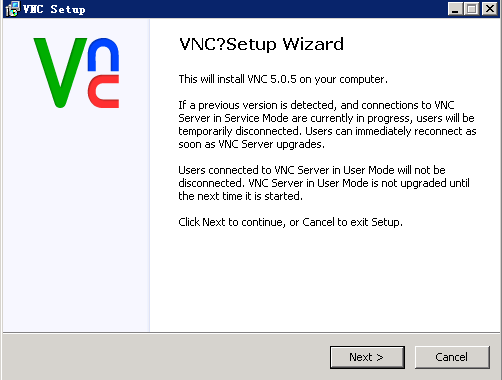 VNC Setup
Vnc
VNC?Setup Wizard
This will install VNC 5.0.5 on your computer.
If a previous version is detected, and connections to VNC
Server in Service Mode are currently in progress, users will be
temporarily disconnected. Users can immediately reconnect as
soon as VNC Server upgrades.
Users connected to VNC Server in User Mode will not be
disconnected. VNC Server in User Mode is not upgraded until
the next time it is started.
Click Next to continue, or Cancel to exit Setup.
Next >
Cancel